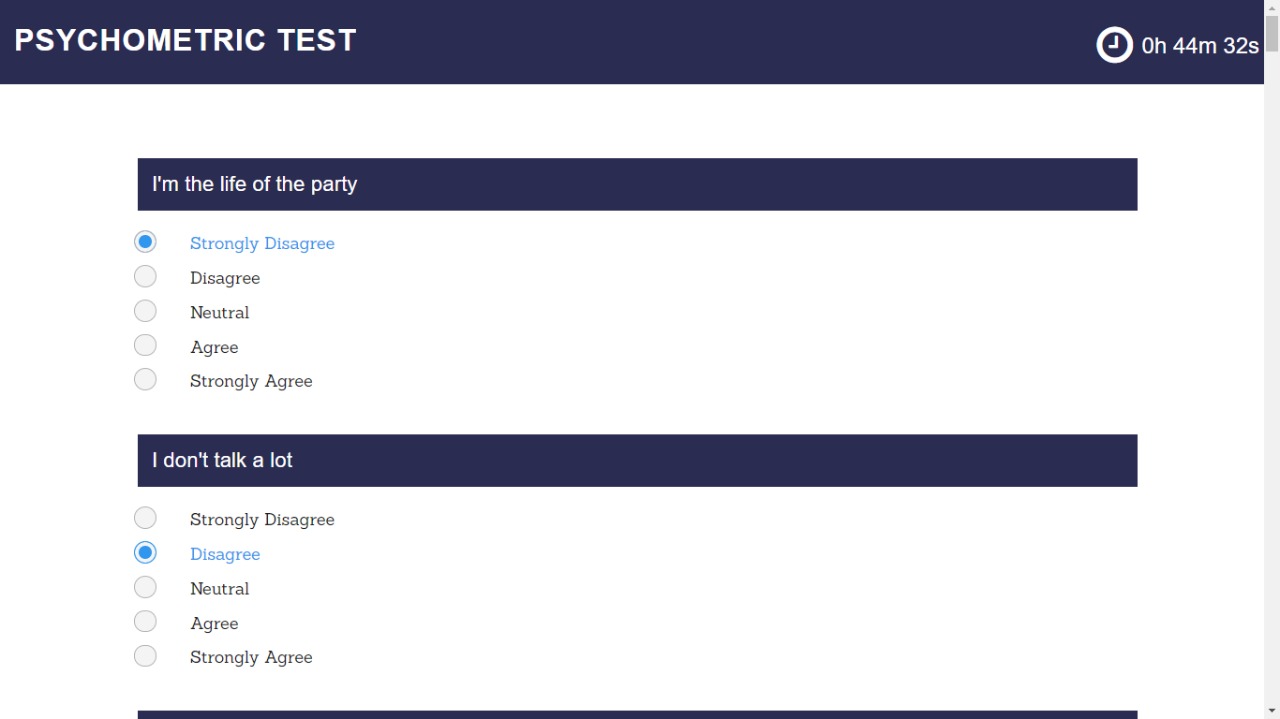 PSYCHOMETRIC TEST
0h 44m 32s
I'm the life of the party
Strongly Disagree
Disagree
Neutral
Agree
Strongly Agree
I don't talk a lot
Strongly Disagree
Disagree
Neutral
Agree
Strongly Agree